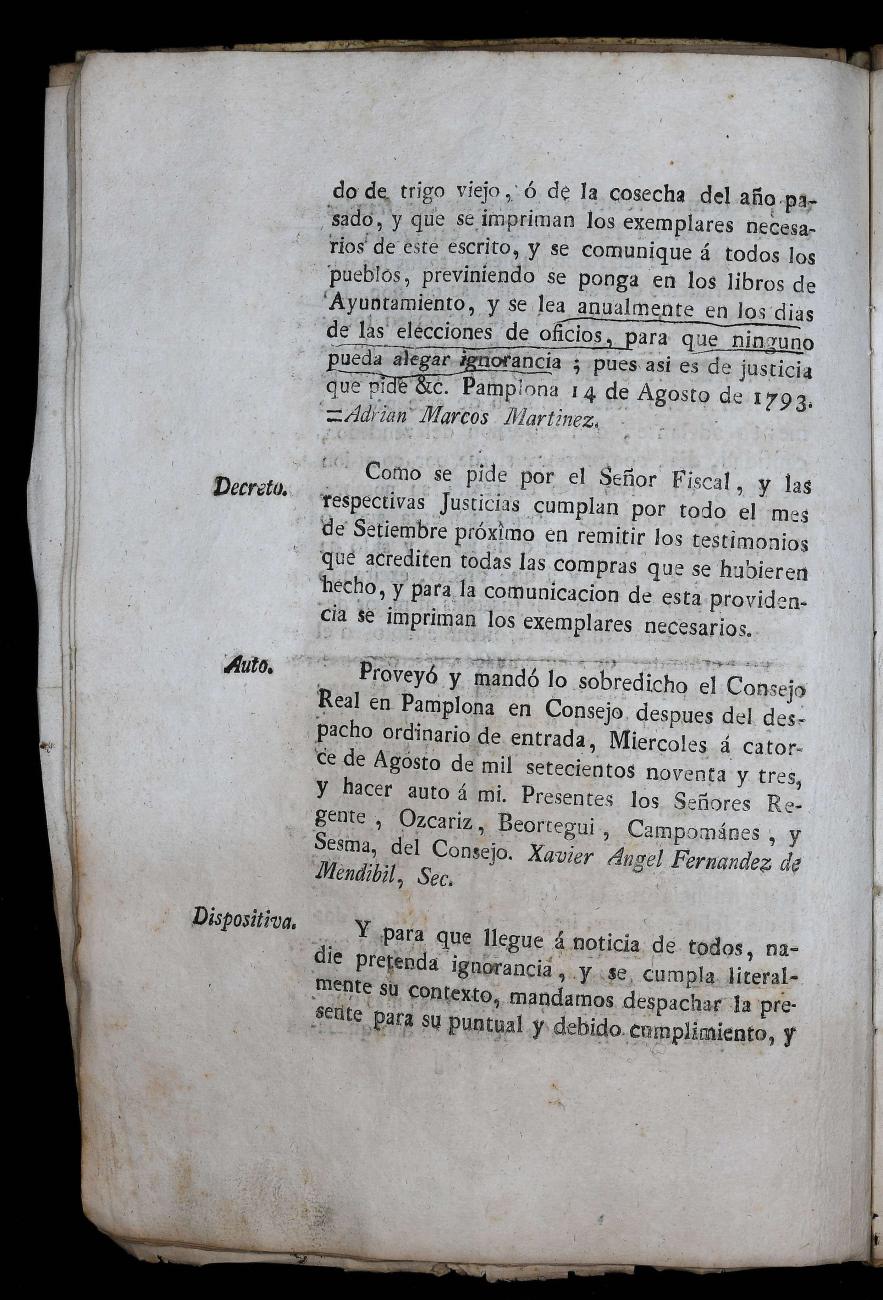 do de trigo viejo, ó de la cosecha del año pa-
sado, y que se impriman los exemplares necesa-
rios de este escrito, y se comunique á todos los
pueblos, previniendo se ponga en los libros de
Ayuntamiento, y se lea anualmente en los dias
de las elecciones de oficios, para que ninguno
pueda alegar ignorancia ; pues asi es de justicia
que pide &c. Pamplona 14 de Agosto de 1793.
=Adrian Marcos Martinez.
Decreto.
Como se pide por el Señor Fiscal, y las
respectivas Justicias cumplan por todo el mes
de Setiembre próximo en remitir los testimonios
que acrediten todas las compras que se hubieren
hecho, y para la comunicacion de esta providen-
cia se impriman los exemplares necesarios.
Auto.
Proveyó y mandó lo sobredicho el Consejo
Real en Pamplona en Consejo despues del des-
pacho ordinario de entrada, Miercoles á cator-
ce de Agosto de mil setecientos noventa y tres,
y hacer auto á mi. Presentes los Señores Re-
gente , Ozcariz, Beortegui , Campománes , y
Sesma, del Consejo. Xavier Angel Fernandez de
Mendibil, Sec.
Dispositiva.
Y para que llegue á noticia de todos, na-
die pretenda ignorancia, y se cumpla literal-
mente su contexto, mandamos despachar la pre-
sente para su puntual y debido cumplimiento, y